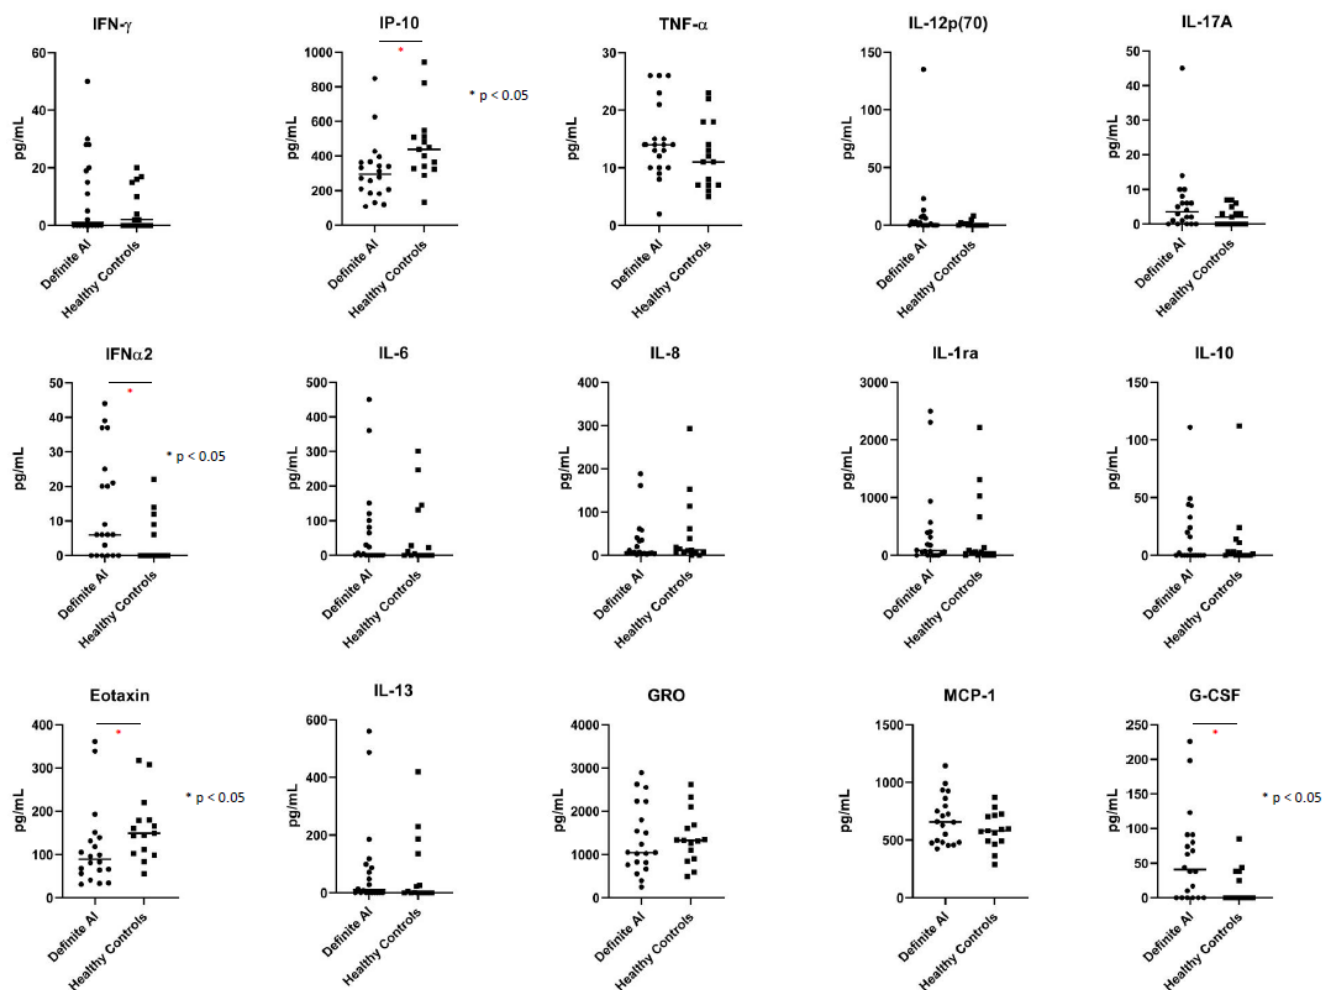 IFN-γ
60
40
20
0
pg/mL
Definite AI
Healthy Controls
IP-10
*
1000
800
600
400
200
0
pg/mL
* p < 0.05
Definite AI
Healthy Controls
TNF-α
30
20
10
0
pg/mL
Definite AI
Healthy Controls
IL-12p(70)
150
100
50
0
pg/mL
Definite AI
Healthy Controls
IL-17A
50
40
30
20
10
0
pg/mL
Definite AI
Healthy Controls
IFNα2
*
50
40
30
20
10
0
pg/mL
* p < 0.05
Definite AI
Healthy Controls
IL-6
500
400
300
200
100
0
pg/mL
Definite AI
Healthy Controls
IL-8
400
300
200
100
0
pg/mL
Definite AI
Healthy Controls
IL-1ra
3000
2000
1000
0
pg/mL
Definite AI
Healthy Controls
IL-10
150
100
50
0
pg/mL
Definite AI
Healthy Controls
Eotaxin
*
400
300
200
100
0
pg/mL
* p < 0.05
Definite AI
Healthy Controls
IL-13
600
400
200
0
pg/mL
Definite AI
Healthy Controls
GRO
4000
3000
2000
1000
0
pg/mL
Definite AI
Healthy Controls
MCP-1
1500
1000
500
0
pg/mL
Definite AI
Healthy Controls
G-CSF
*
250
200
150
100
50
0
pg/mL
* p < 0.05
Definite AI
Healthy Controls